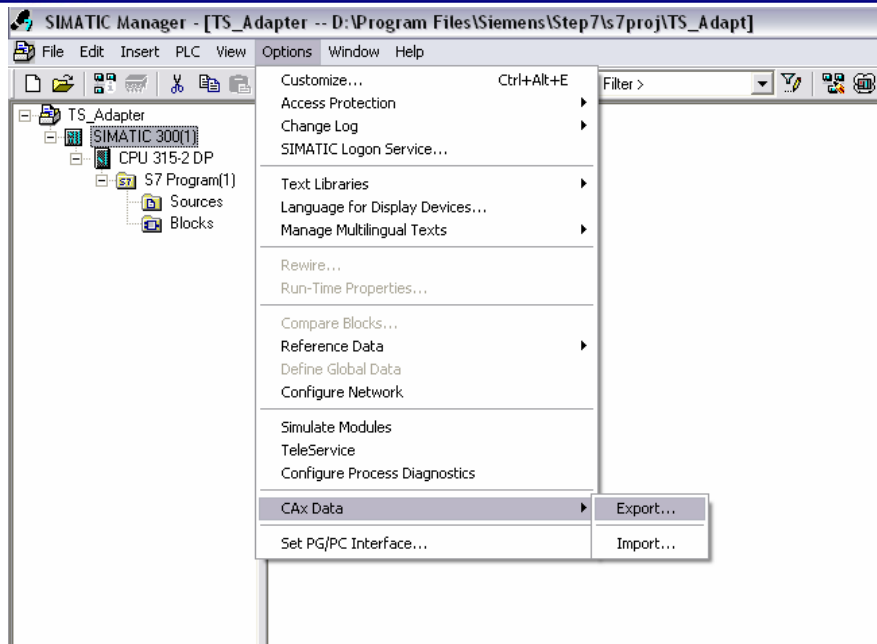 SIMATIC Manager - [TS_Adapter -- D:\Program Files\Siemens\Step7\s7proj\TS_Adapt]
File Edit Insert PLC View Options Window Help
Filter >
TS_Adapter
SIMATIC 300(1)
CPU 315-2 DP
S7 Program(1)
Sources
Blocks
Customize... Ctrl+Alt+E
Access Protection
Change Log
SIMATIC Logon Service...
Text Libraries
Language for Display Devices...
Manage Multilingual Texts
Rewire...
Run-Time Properties...
Compare Blocks...
Reference Data
Define Global Data
Configure Network
Simulate Modules
TeleService
Configure Process Diagnostics
CAx Data
Set PG/PC Interface...
Export...
Import...